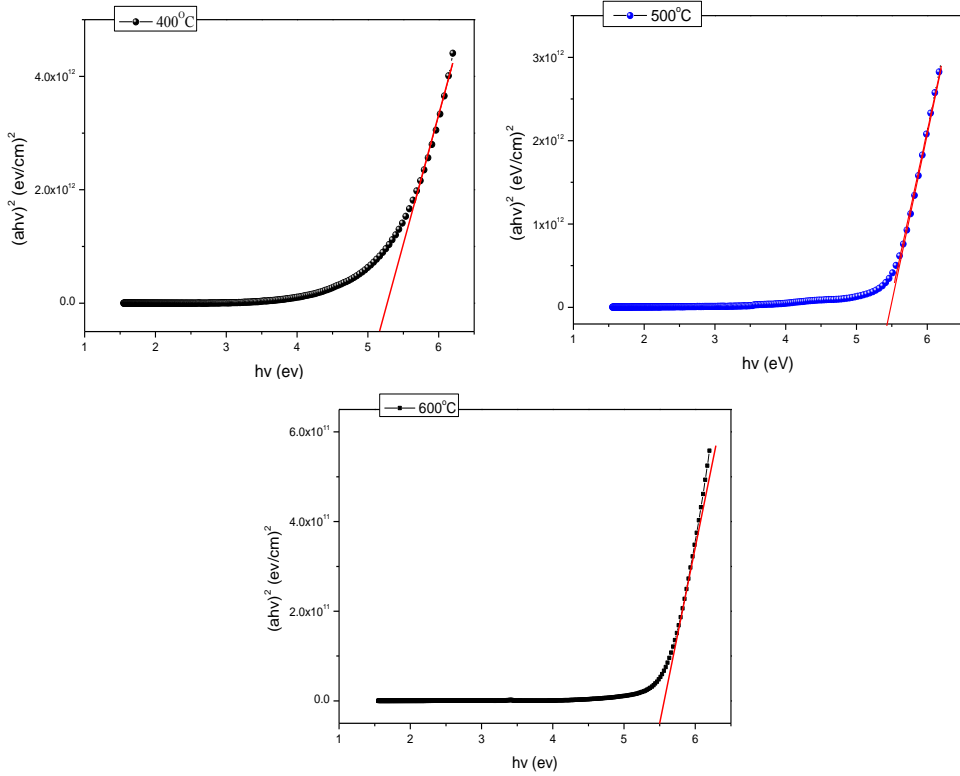 400°C
(ahv)² (ev/cm)²
4.0x10¹²
2.0x10¹²
0.0
1 2 3 4 5 6
hv (ev)
500°C
(ahv)² (eV/cm)²
3x10¹²
2x10¹²
1x10¹²
0
1 2 3 4 5 6
hv (eV)
600°C
(ahv)² (ev/cm)²
6.0x10¹¹
4.0x10¹¹
2.0x10¹¹
0.0
1 2 3 4 5 6
hv (ev)